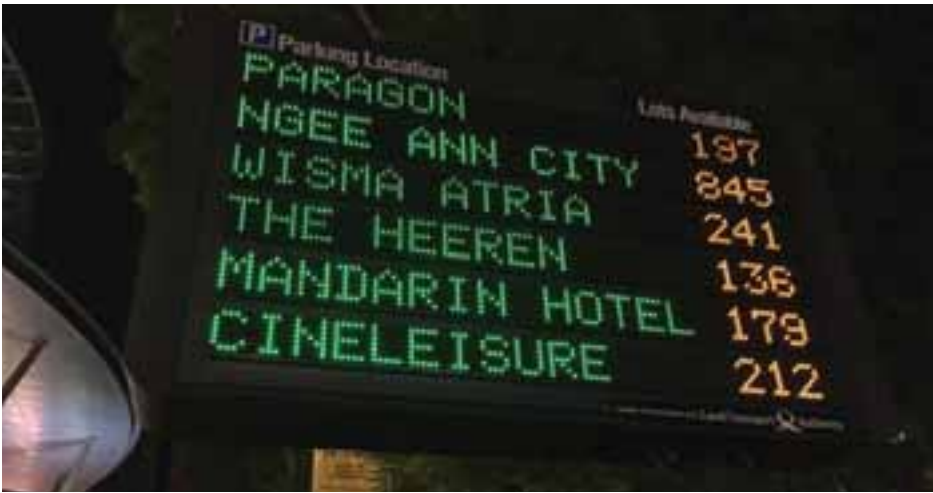 P Parking Location Lots Available
PARAGON 187
NGEE ANN CITY 845
WISMA ATRIA 241
THE HEEREN 136
MANDARIN HOTEL 179
CINELEISURE 212